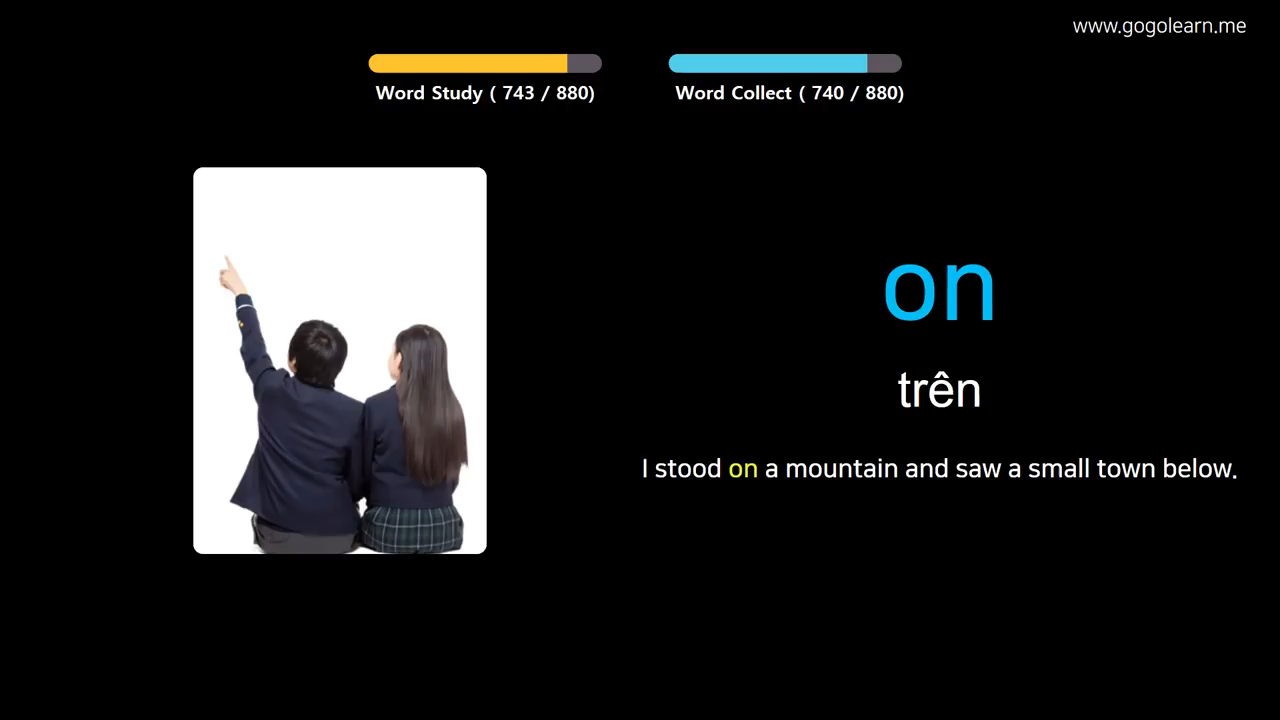 www.gogolearn.me
Word Study ( 743 / 880)
Word Collect ( 740 / 880)
on
trên
I stood on a mountain and saw a small town below.